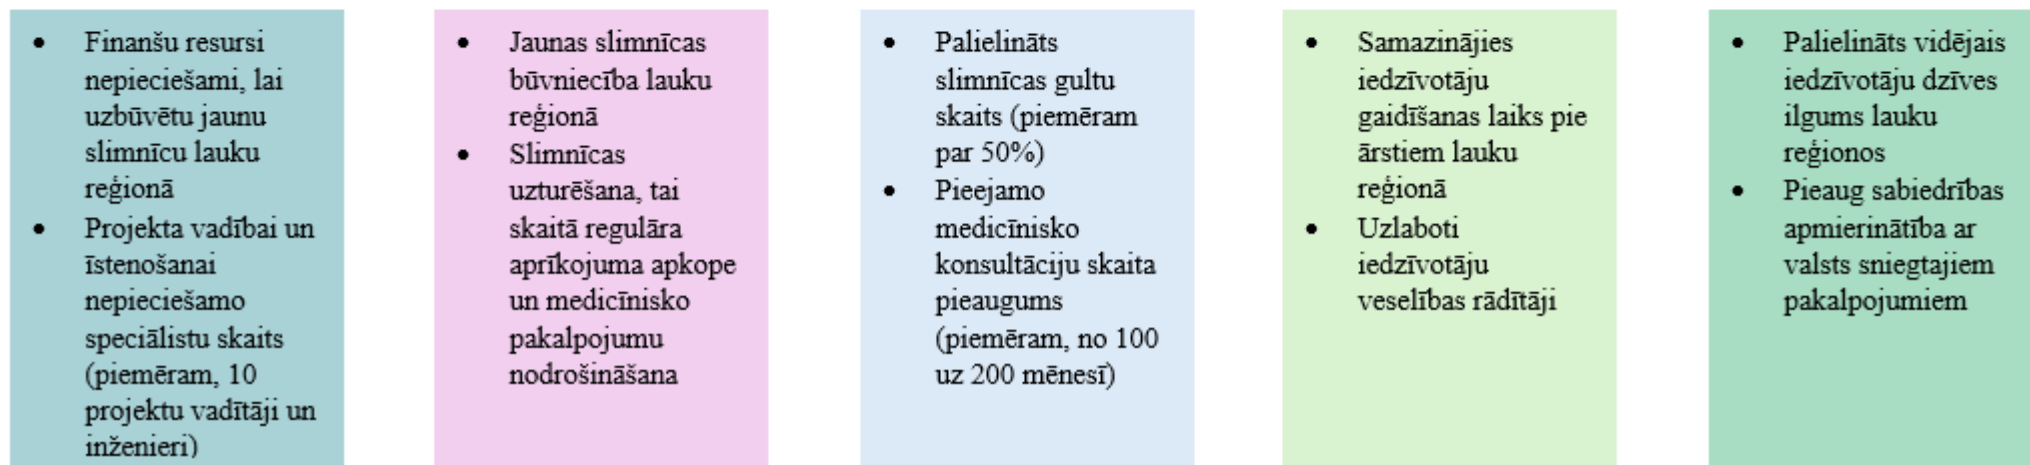 • Finanšu resursi
nepieciešami, lai
uzbūvētu jaunu
slimnīcu lauku
reģionā
• Projekta vadībai un
īstenošanai
nepieciešamo
speciālistu skaits
(piemēram, 10
projektu vadītāji un
inženieri)
• Jaunas slimnīcas
būvniecība lauku
reģionā
• Slimnīcas
uzturēšana, tai
skaitā regulāra
aprīkojuma apkope
un medicīnisko
pakalpojumu
nodrošināšana
• Palielināts
slimnīcas gultu
skaits (piemēram
par 50%)
• Pieejamo
medicīnisko
konsultāciju skaita
pieaugums
(piemēram, no 100
uz 200 mēnesī)
• Samazinājies
iedzīvotāju
gaidīšanas laiks pie
ārstiem lauku
reģionā
• Uzlaboti
iedzīvotāju
veselības rādītāji
• Palielināts vidējais
iedzīvotāju dzīves
ilgums lauku
reģionos
• Pieaug sabiedrības
apmierinātība ar
valsts sniegtajiem
pakalpojumiem